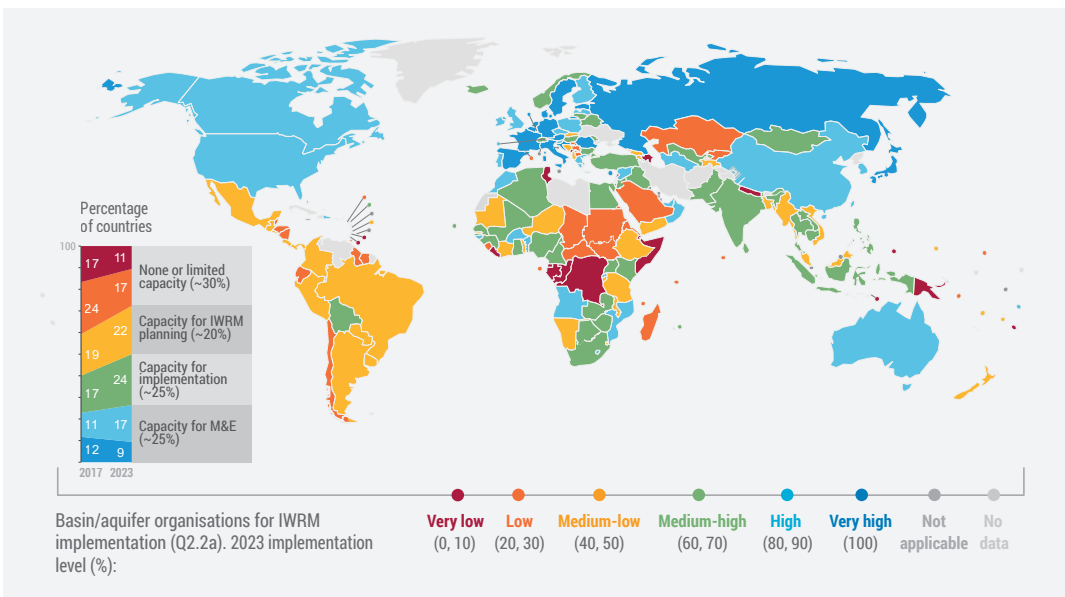 Percentage
of countries
100
17 11
None or limited
capacity (~30%)
17
24
Capacity for IWRM
planning (~20%)
22
19
Capacity for
implementation
(~25%)
24
17
11 17
Capacity for M&E
(~25%)
12 9
2017 2023
Basin/aquifer organisations for IWRM
implementation (Q2.2a). 2023 implementation
level (%):
Very low
(0, 10)
Low
(20, 30)
Medium-low
(40, 50)
Medium-high
(60, 70)
High
(80, 90)
Very high
(100)
Not
applicable
No
data